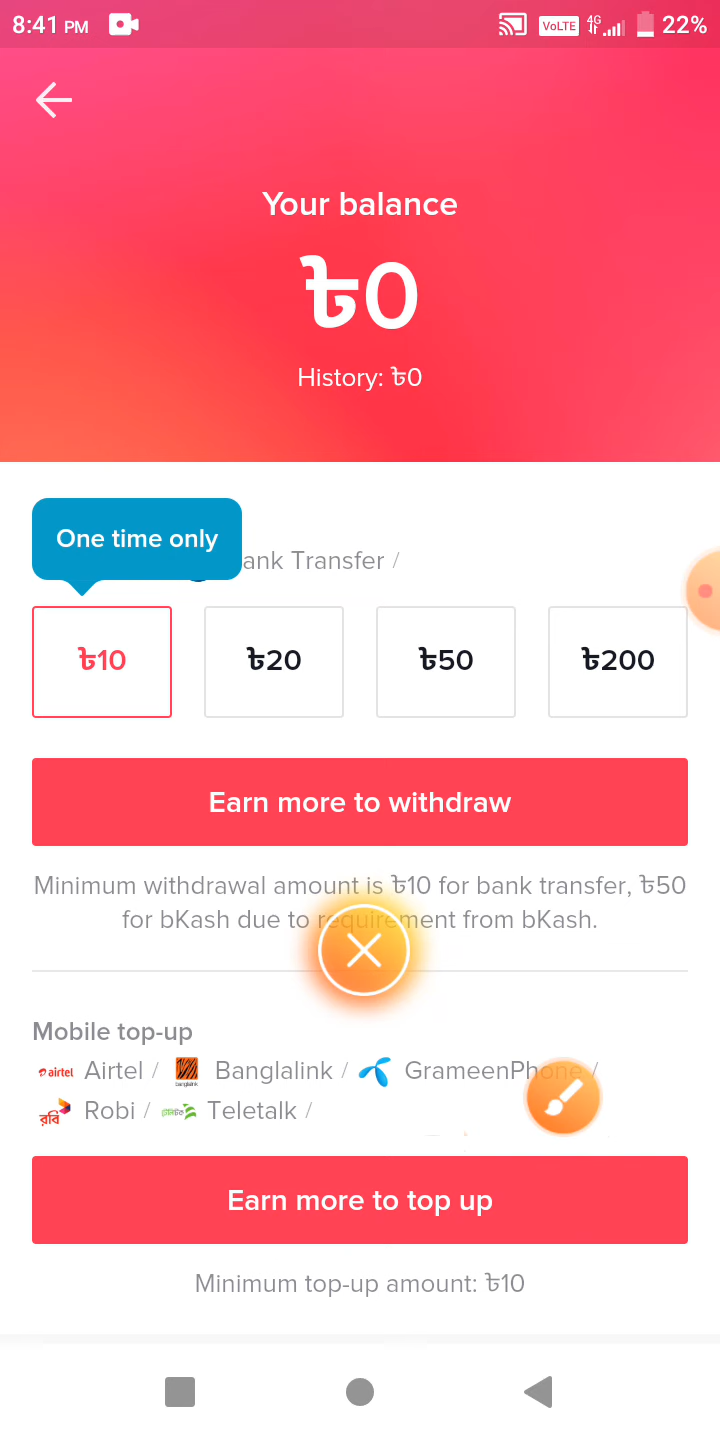 8:41 PM VoLTE 4G 22%
Your balance
৳0
History: ৳0
One time only
ank Transfer /
৳10 ৳20 ৳50 ৳200
Earn more to withdraw
Minimum withdrawal amount is ৳10 for bank transfer, ৳50
for bKash due to requirement from bKash.
Mobile top-up
airtel Airtel / banglalink Banglalink / GrameenPhone /
রবি Robi / টেলিটক Teletalk /
Earn more to top up
Minimum top-up amount: ৳10